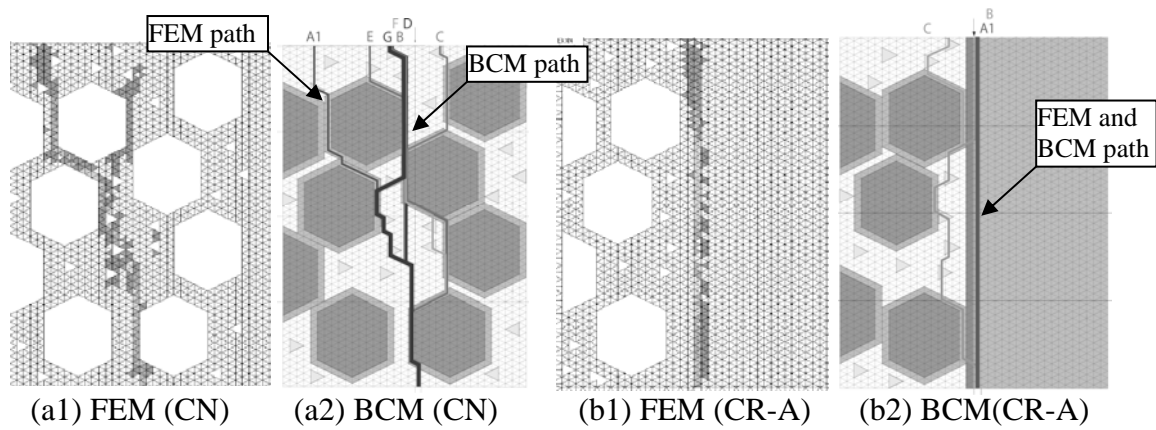 FEM path
A1
E
F
G
B
D
C
BCM path
C
B
A1
FEM and
BCM path
(a1) FEM (CN)
(a2) BCM (CN)
(b1) FEM (CR-A)
(b2) BCM(CR-A)